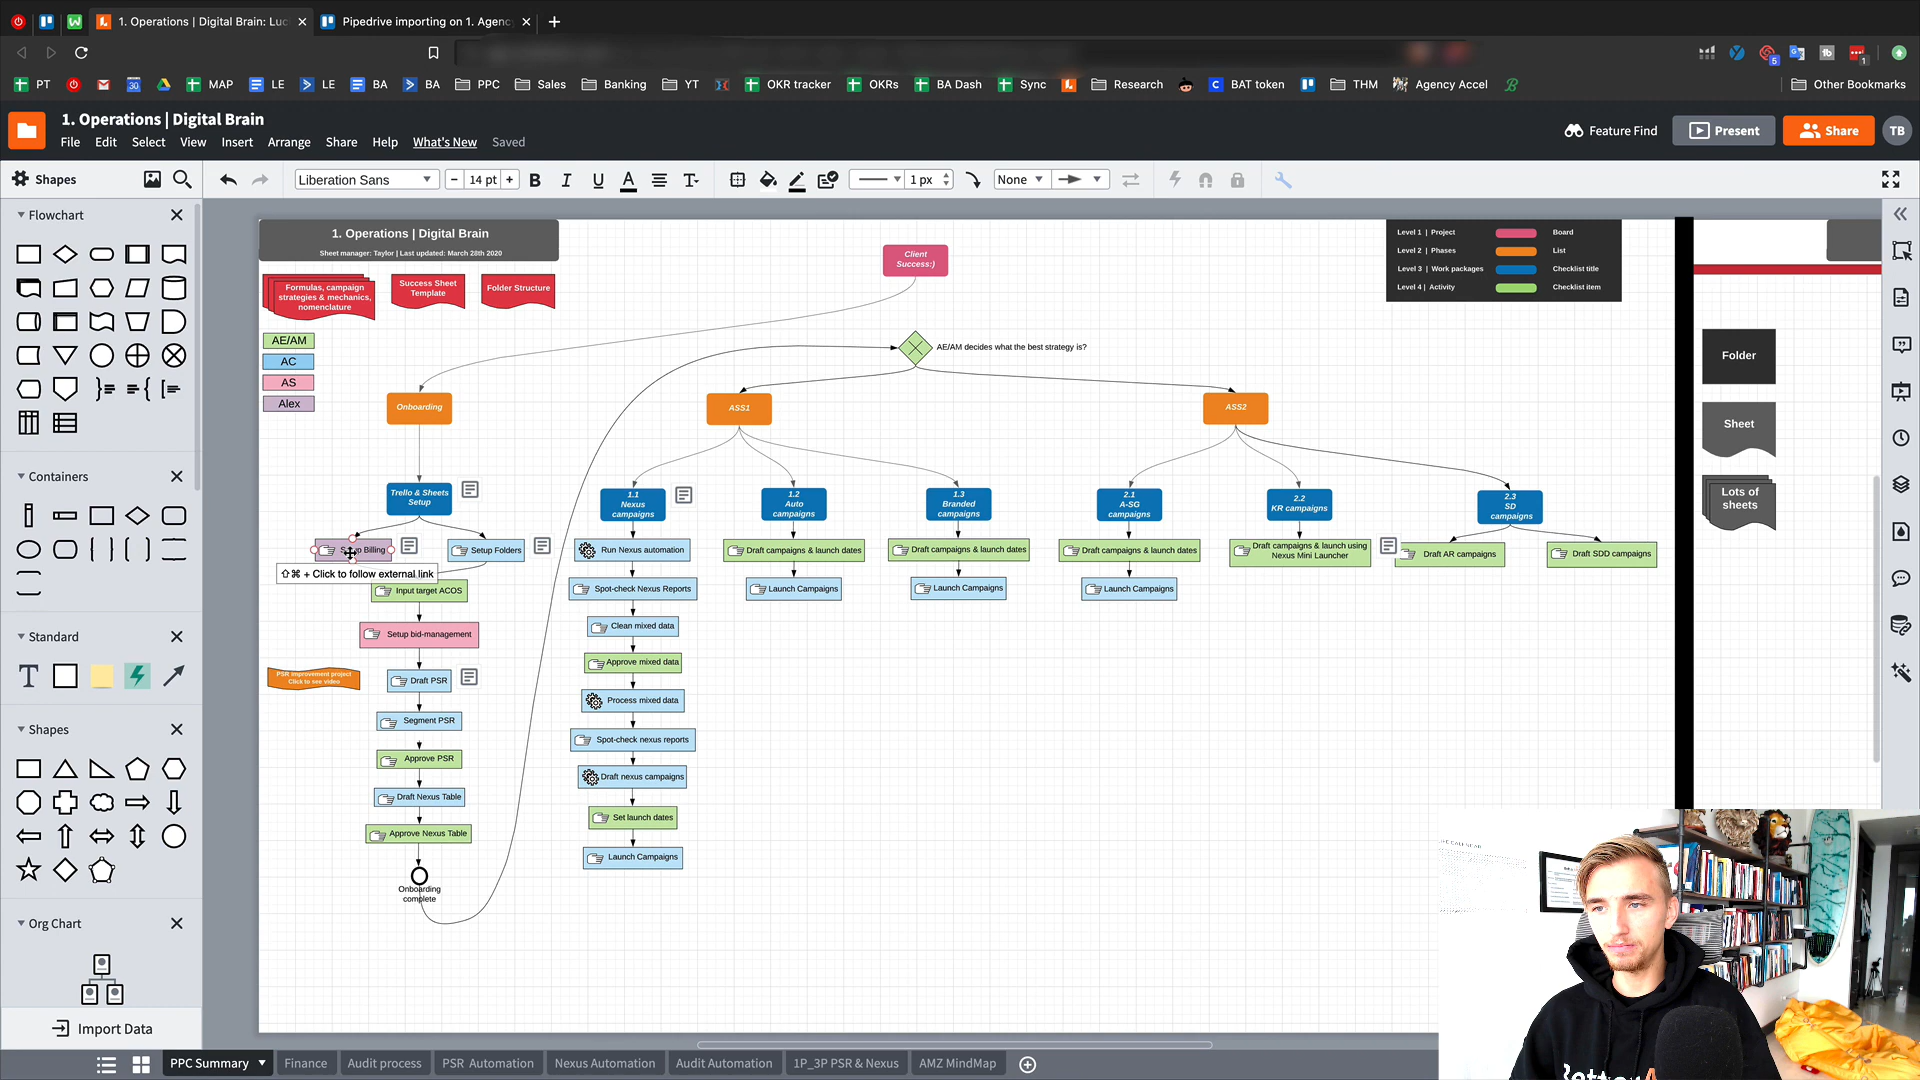 1. Operations | Digital Brain: Luc
Pipedrive importing on 1. Agenc
PT
MAP
LE
LE
BA
BA
PPC
Sales
Banking
YT
OKR tracker
OKRs
BA Dash
Sync
Research
BAT token
THM
Agency Accel
Other Bookmarks
1. Operations | Digital Brain
File
Edit
Select
View
Insert
Arrange
Share
Help
What's New
Saved
Feature Find
Present
Share
TB
Shapes
Liberation Sans
14 pt
1 px
None
Flowchart
Containers
Standard
Shapes
Org Chart
Import Data
1. Operations | Digital Brain
Sheet manager: Taylor | Last updated: March 28th 2020
Formulas, campaign
strategies & mechanics,
nomenclature
Success Sheet
Template
Folder Structure
AE/AM
AC
AS
Alex
Client
Success:)
AE/AM decides what the best strategy is?
Level 1 | Project
Board
Level 2 | Phases
List
Level 3 | Work packages
Checklist title
Level 4 | Activity
Checklist item
Folder
Sheet
Lots of
sheets
Onboarding
ASS1
ASS2
Trello & Sheets
Setup
1.1
Nexus
campaigns
1.2
Auto
campaigns
1.3
Branded
campaigns
2.1
A-SG
campaigns
2.2
KR campaigns
2.3
SD
campaigns
Billing
Setup Folders
⇧⌘ + Click to follow external link
Input target ACOS
Setup bid-management
PSR improvement project
Click to see video
Draft PSR
Segment PSR
Approve PSR
Draft Nexus Table
Approve Nexus Table
Onboarding
complete
Run Nexus automation
Spot-check Nexus Reports
Clean mixed data
Approve mixed data
Process mixed data
Spot-check nexus reports
Draft nexus campaigns
Set launch dates
Launch Campaigns
Draft campaigns & launch dates
Launch Campaigns
Draft campaigns & launch dates
Launch Campaigns
Draft campaigns & launch dates
Launch Campaigns
Draft campaigns & launch using
Nexus Mini Launcher
Draft AR campaigns
Draft SDD campaigns
PPC Summary
Finance
Audit process
PSR Automation
Nexus Automation
Audit Automation
1P_3P PSR & Nexus
AMZ MindMap